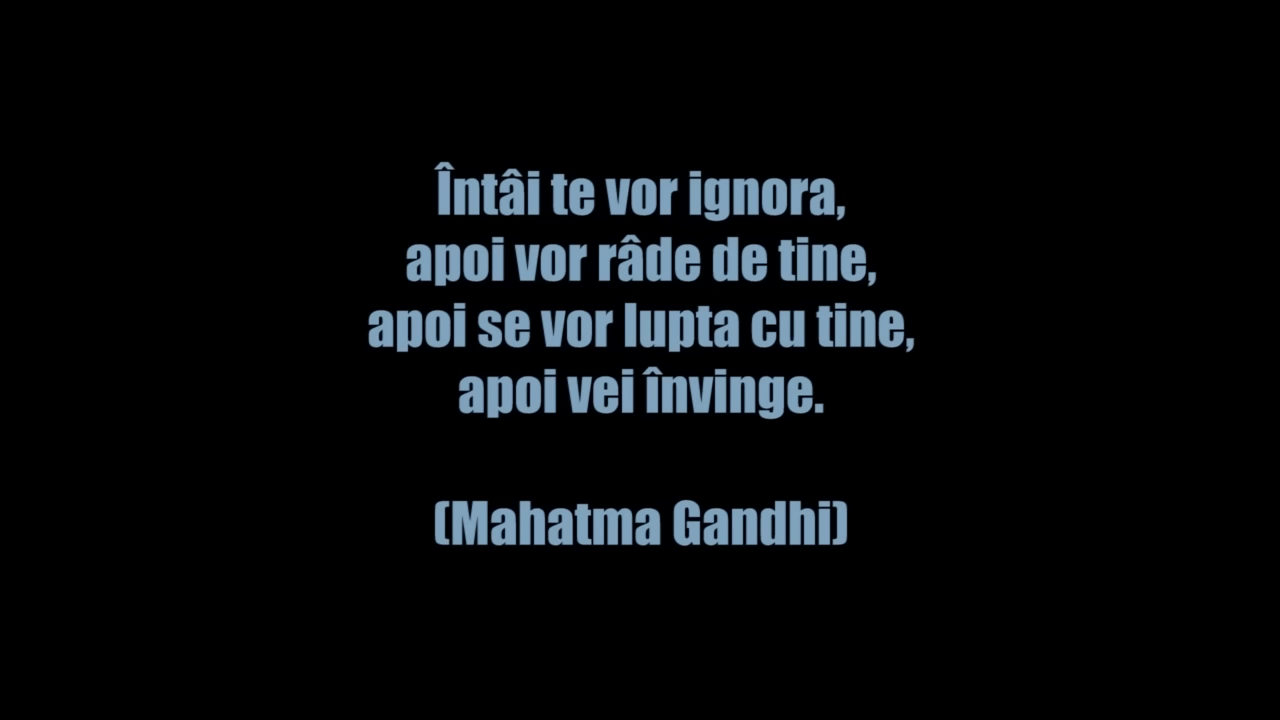 Întâi te vor ignora,
apoi vor râde de tine,
apoi se vor lupta cu tine,
apoi vei învinge.
(Mahatma Gandhi)